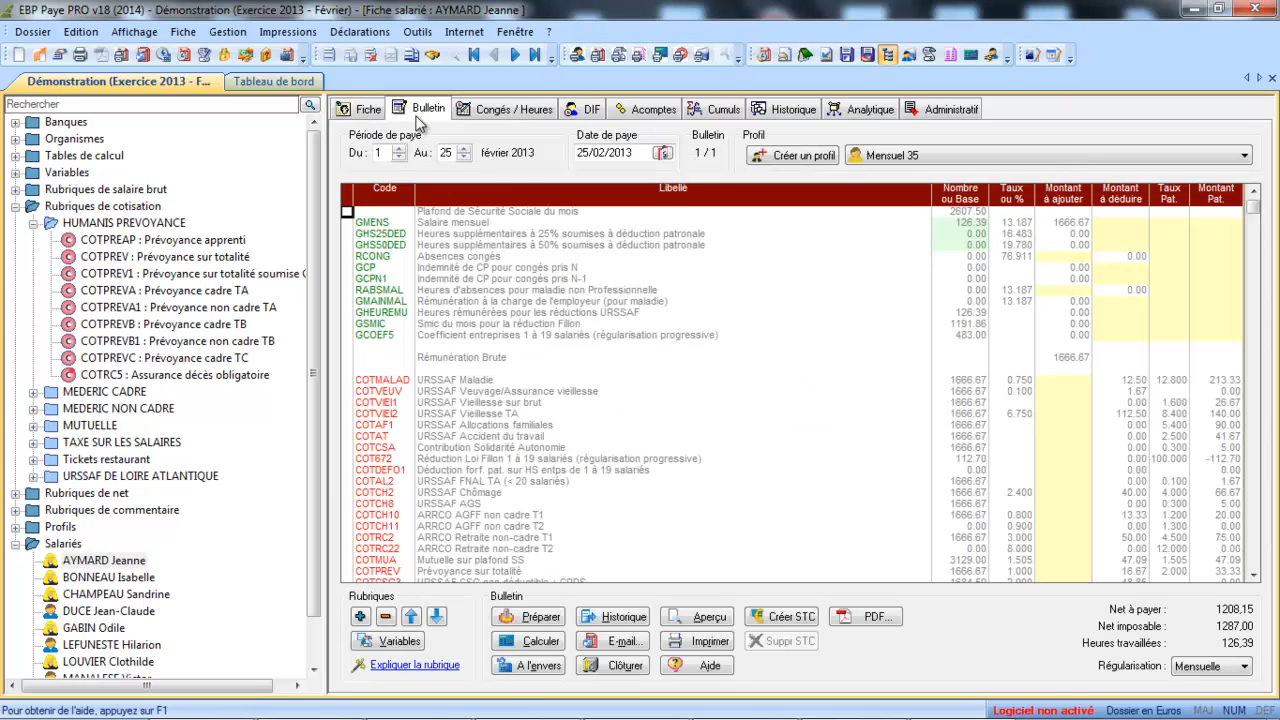 EBP Paye PRO v18 (2014) - Démonstration (Exercice 2013 - Février) - [Fiche salarié : AYMARD Jeanne ]
Dossier Edition Affichage Fiche Gestion Impressions Déclarations Outils Internet Fenêtre ?
Démonstration (Exercice 2013 - F... Tableau de bord
Rechercher
Banques
Organismes
Tables de calcul
Variables
Rubriques de salaire brut
Rubriques de cotisation
HUMANIS PREVOYANCE
COTPREAP : Prévoyance apprenti
COTPREV : Prévoyance sur totalité
COTPREV1 : Prévoyance sur totalité soumise C
COTPREVA : Prévoyance cadre TA
COTPREVA1 : Prévoyance non cadre TA
COTPREVB : Prévoyance cadre TB
COTPREVB1 : Prévoyance non cadre TB
COTPREVC : Prévoyance cadre TC
COTRC5 : Assurance décès obligatoire
MEDERIC CADRE
MEDERIC NON CADRE
MUTUELLE
TAXE SUR LES SALAIRES
Tickets restaurant
URSSAF DE LOIRE ATLANTIQUE
Rubriques de net
Rubriques de commentaire
Profils
Salariés
AYMARD Jeanne
BONNEAU Isabelle
CHAMPEAU Sandrine
DUCE Jean-Claude
GABIN Odile
LEFUNESTE Hilarion
LOUVIER Clothilde
MANALESE Victor
Fiche Bulletin Congés / Heures DIF Acomptes Cumuls Historique Analytique Administratif
Période de paye Date de paye Bulletin Profil
Du : 1 Au : 25 février 2013 25/02/2013 1 / 1 Créer un profil Mensuel 35
Code Libelle Nombre ou Base Taux ou % Montant à ajouter Montant à déduire Taux Pat. Montant Pat.
Plafond de Sécurité Sociale du mois 2607.50
GMENS Salaire mensuel 126.39 13.187 1666.67
GHS25DED Heures supplémentaires à 25% soumises à déduction patronale 0.00 16.483 0.00
GHS50DED Heures supplémentaires à 50% soumises à déduction patronale 0.00 19.780 0.00
RCONG Absences congés 0.00 76.911 0.00
GCP Indemnité de CP pour congés pris N 0.00 0.00
GCPN1 Indemnité de CP pour congés pris N-1 0.00 0.00
RABSMAL Heures d'absences pour maladie non Professionnelle 0.00 13.187 0.00
GMAINMAL Rémunération à la charge de l'employeur (pour maladie) 0.00 13.187 0.00
GHEUREMU Heures rémunérées pour les réductions URSSAF 126.39
GSMIC Smic du mois pour la réduction Fillon 1191.86
GCOEF5 Coefficient entreprises 1 à 19 salariés (régularisation progressive) 483.00 0.00
Rémunération Brute 1666.67
COTMALAD URSSAF Maladie 1666.67 0.750 12.50 12.800 213.33
COTVEUV URSSAF Veuvage/Assurance vieillesse 1666.67 0.100 1.67 0.00
COTVIEI1 URSSAF Vieillesse sur brut 1666.67 0.00 1.600 26.67
COTVIEI2 URSSAF Vieillesse TA 1666.67 6.750 112.50 8.400 140.00
COTAF1 URSSAF Allocations familiales 1666.67 0.00 5.400 90.00
COTAT URSSAF Accident du travail 1666.67 0.00 2.500 41.67
COTCSA Contribution Solidarité Autonomie 1666.67 0.00 0.300 5.00
COT672 Réduction Loi Fillon 1 à 19 salariés (régularisation progressive) 112.70 0.00 100.000 -112.70
COTDEFO1 Déduction forf. pat. sur HS entps de 1 à 19 salariés 0.00 0.00 0.00
COTAL2 URSSAF FNAL TA (< 20 salariés) 1666.67 0.00 0.100 1.67
COTCH2 URSSAF Chômage 1666.67 2.400 40.00 4.000 66.67
COTCH8 URSSAF AGS 1666.67 0.00 0.300 5.00
COTCH10 ARRCO AGFF non cadre T1 1666.67 0.800 13.33 1.200 20.00
COTCH11 ARRCO AGFF non cadre T2 0.00 0.900 0.00 1.300 0.00
COTRC2 ARRCO Retraite non-cadre T1 1666.67 3.000 50.00 4.500 75.00
COTRC22 ARRCO Retraite non-cadre T2 0.00 8.000 0.00 12.000 0.00
COTMUA Mutuelle sur plafond SS 3129.00 1.505 47.09 1.505 47.09
COTPREV Prévoyance sur totalité 1666.67 1.000 16.67 2.000 33.33
Rubriques Bulletin
Préparer Historique Aperçu Créer STC PDF...
Variables Calculer E-mail... Imprimer Suppr STC
Expliquer la rubrique A l'envers Clôturer Aide
Net à payer : 1208,15
Net imposable : 1287,00
Heures travaillées : 126,39
Régularisation : Mensuelle
Pour obtenir de l'aide, appuyez sur F1 Logiciel non activé Dossier en Euros MAJ NUM DEF